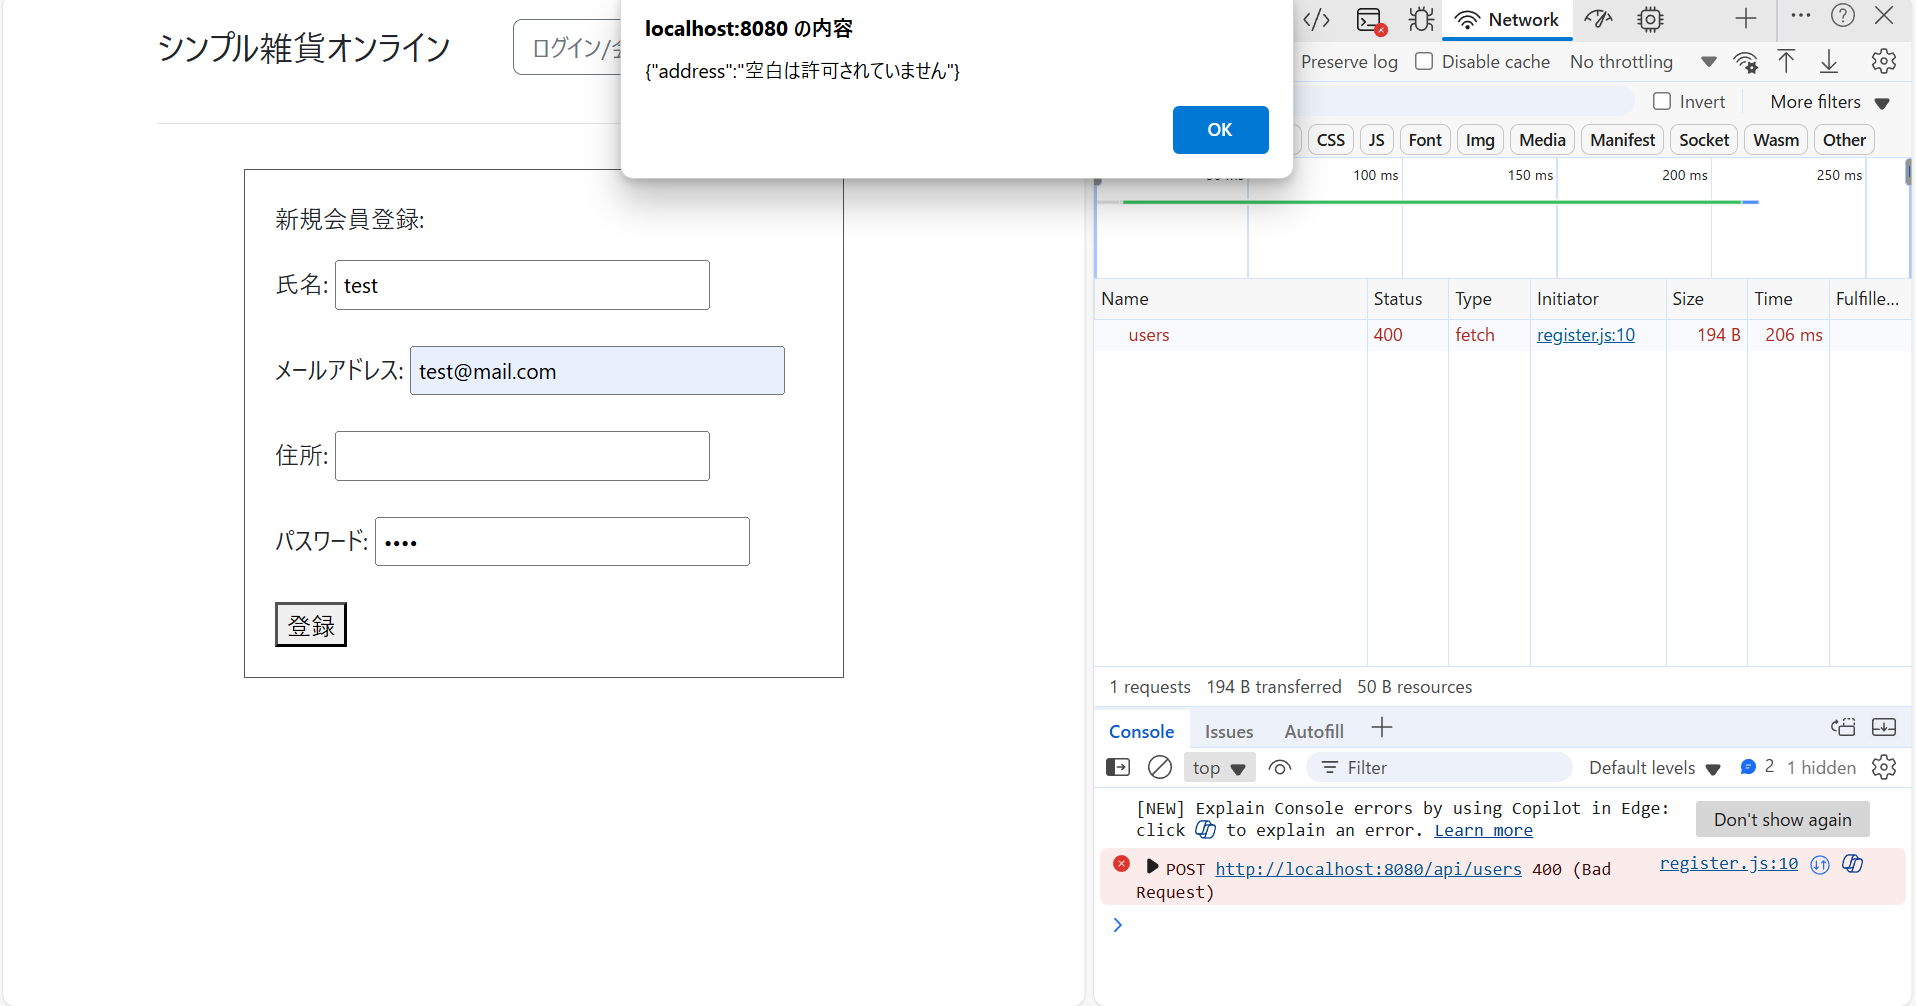 シンプル雑貨オンライン
ログイン/
localhost:8080 の内容
{"address":"空白は許可されていません"}
OK
新規会員登録:
氏名: test
メールアドレス: test@mail.com
住所:
パスワード: ••••
登録
Network
Preserve log Disable cache No throttling
Invert More filters
CSS JS Font Img Media Manifest Socket Wasm Other
100 ms 150 ms 200 ms 250 ms
Name Status Type Initiator Size Time Fulfille...
users 400 fetch register.js:10 194 B 206 ms
1 requests 194 B transferred 50 B resources
Console Issues Autofill
top Filter Default levels 2 1 hidden
[NEW] Explain Console errors by using Copilot in Edge:
click to explain an error. Learn more
Don't show again
POST http://localhost:8080/api/users 400 (Bad
Request)
register.js:10